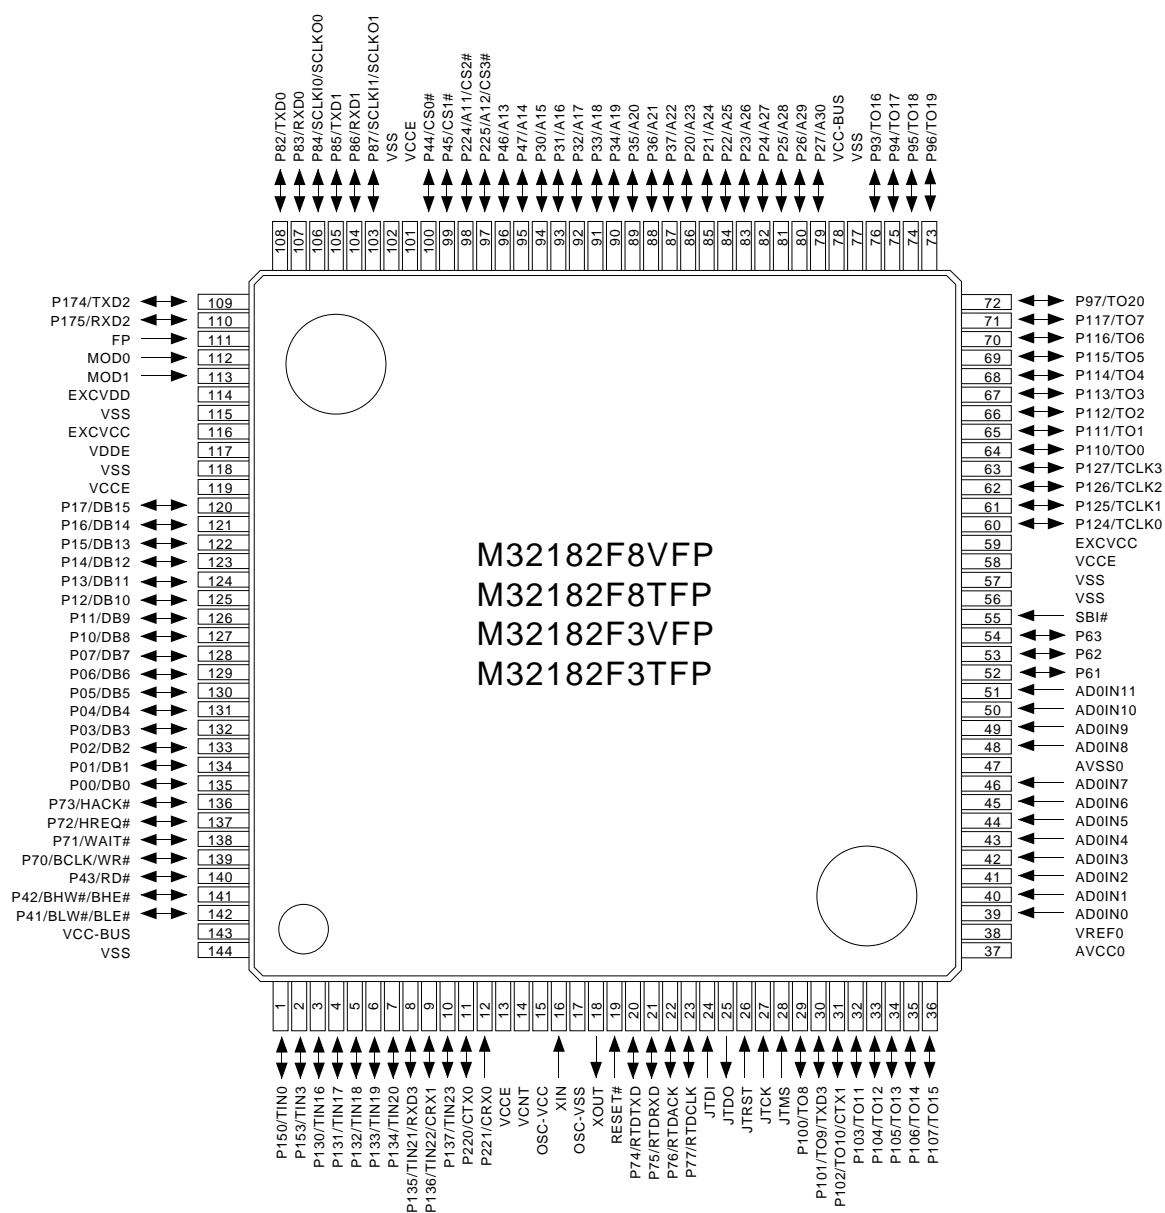 P82/TXD0
P83/RXD0
P84/SCLKI0/SCLKO0
P85/TXD1
P86/RXD1
P87/SCLKI1/SCLKO1
VSS
VCCE
P44/CS0#
P45/CS1#
P224/A11/CS2#
P225/A12/CS3#
P46/A13
P47/A14
P30/A15
P31/A16
P32/A17
P33/A18
P34/A19
P35/A20
P36/A21
P37/A22
P20/A23
P21/A24
P22/A25
P23/A26
P24/A27
P25/A28
P26/A29
P27/A30
VCC-BUS
VSS
P93/TO16
P94/TO17
P95/TO18
P96/TO19
108
107
106
105
104
103
102
101
100
99
98
97
96
95
94
93
92
91
90
89
88
87
86
85
84
83
82
81
80
79
78
77
76
75
74
73
P174/TXD2 109
P175/RXD2 110
FP 111
MOD0 112
MOD1 113
EXCVDD 114
VSS 115
EXCVCC 116
VDDE 117
VSS 118
VCCE 119
P17/DB15 120
P16/DB14 121
P15/DB13 122
P14/DB12 123
P13/DB11 124
P12/DB10 125
P11/DB9 126
P10/DB8 127
P07/DB7 128
P06/DB6 129
P05/DB5 130
P04/DB4 131
P03/DB3 132
P02/DB2 133
P01/DB1 134
P00/DB0 135
P73/HACK# 136
P72/HREQ# 137
P71/WAIT# 138
P70/BCLK/WR# 139
P43/RD# 140
P42/BHW#/BHE# 141
P41/BLW#/BLE# 142
VCC-BUS 143
VSS 144
M32182F8VFP
M32182F8TFP
M32182F3VFP
M32182F3TFP
72 P97/TO20
71 P117/TO7
70 P116/TO6
69 P115/TO5
68 P114/TO4
67 P113/TO3
66 P112/TO2
65 P111/TO1
64 P110/TO0
63 P127/TCLK3
62 P126/TCLK2
61 P125/TCLK1
60 P124/TCLK0
59 EXCVCC
58 VCCE
57 VSS
56 VSS
55 SBI#
54 P63
53 P62
52 P61
51 AD0IN11
50 AD0IN10
49 AD0IN9
48 AD0IN8
47 AVSS0
46 AD0IN7
45 AD0IN6
44 AD0IN5
43 AD0IN4
42 AD0IN3
41 AD0IN2
40 AD0IN1
39 AD0IN0
38 VREF0
37 AVCC0
1
2
3
4
5
6
7
8
9
10
11
12
13
14
15
16
17
18
19
20
21
22
23
24
25
26
27
28
29
30
31
32
33
34
35
36
P150/TIN0
P153/TIN3
P130/TIN16
P131/TIN17
P132/TIN18
P133/TIN19
P134/TIN20
P135/TIN21/RXD3
P136/TIN22/CRX1
P137/TIN23
P220/CTX0
P221/CRX0
VCCE
VCNT
OSC-VCC
XIN
OSC-VSS
XOUT
RESET#
P74/RTDTXD
P75/RTDRXD
P76/RTDACK
P77/RTDCLK
JTDI
JTDO
JTRST
JTCK
JTMS
P100/TO8
P101/TO9/TXD3
P102/TO10/CTX1
P103/TO11
P104/TO12
P105/TO13
P106/TO14
P107/TO15